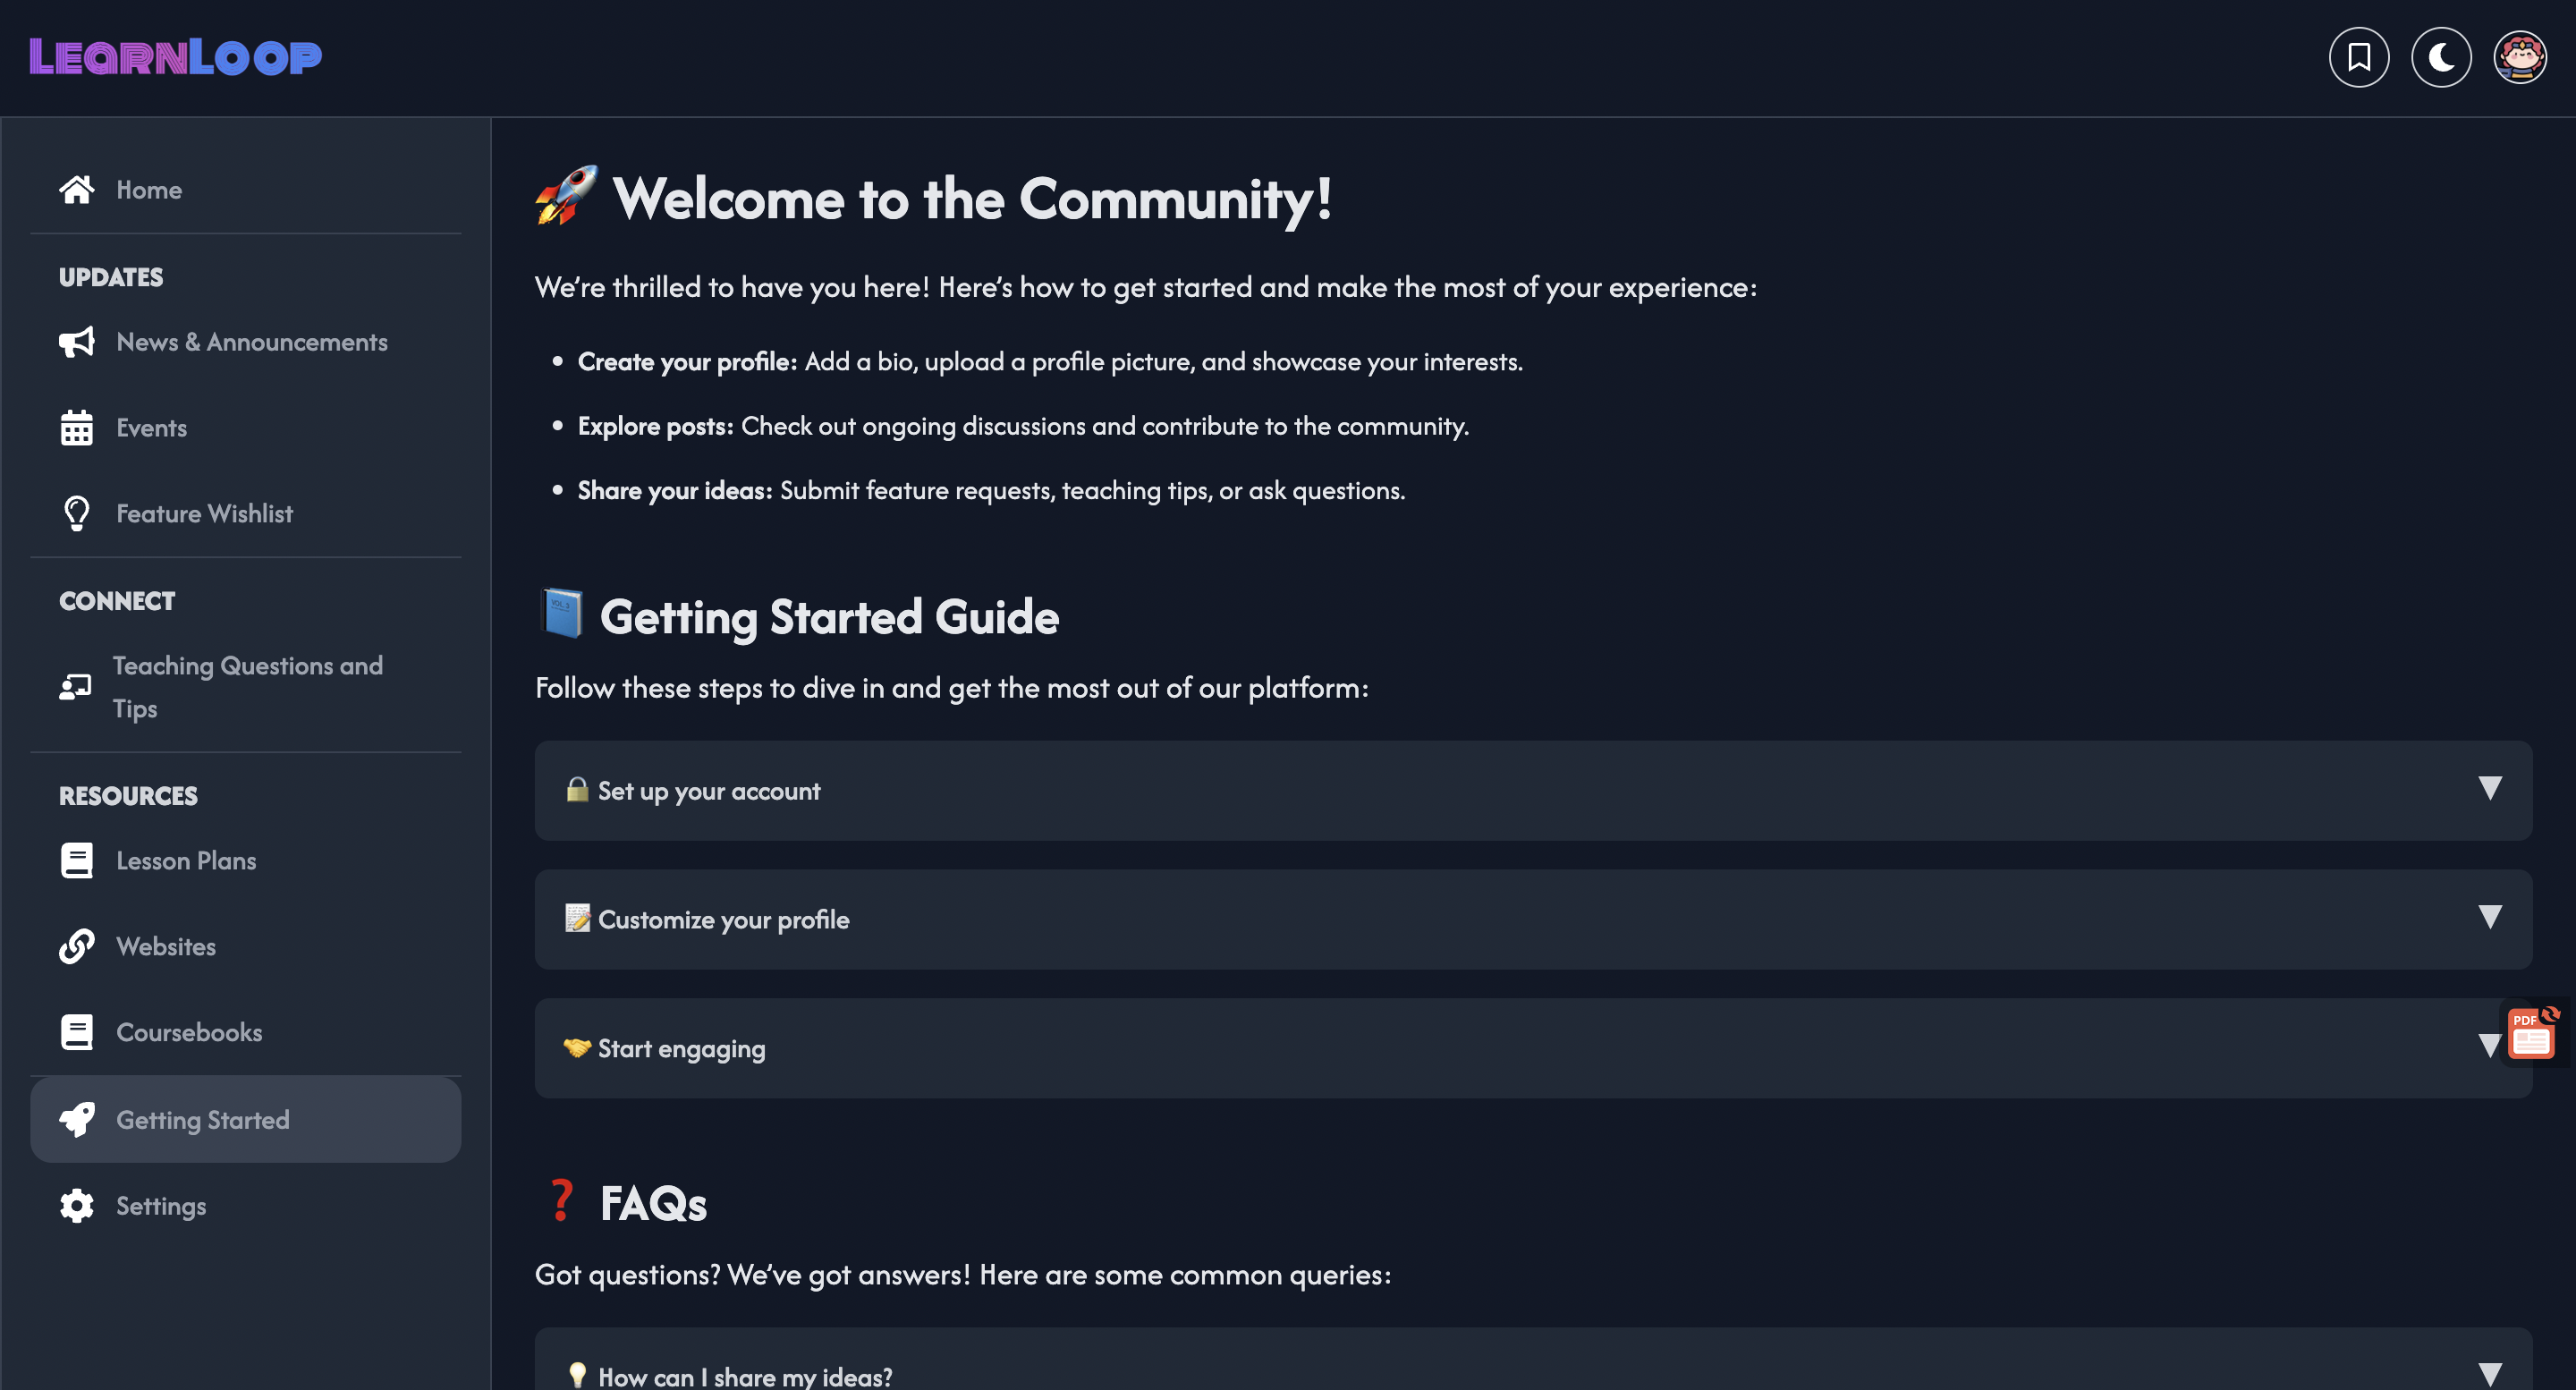 LEARNLOOP
Home
UPDATES
News & Announcements
Events
Feature Wishlist
CONNECT
Teaching Questions and
Tips
RESOURCES
Lesson Plans
Websites
Coursebooks
Getting Started
Settings
🚀 Welcome to the Community!
We’re thrilled to have you here! Here’s how to get started and make the most of your experience:
• Create your profile: Add a bio, upload a profile picture, and showcase your interests.
• Explore posts: Check out ongoing discussions and contribute to the community.
• Share your ideas: Submit feature requests, teaching tips, or ask questions.
📘 Getting Started Guide
Follow these steps to dive in and get the most out of our platform:
🔒 Set up your account ▼
📝 Customize your profile ▼
🤝 Start engaging ▼
PDF
❓ FAQs
Got questions? We’ve got answers! Here are some common queries:
💡 How can I share my ideas? ▼